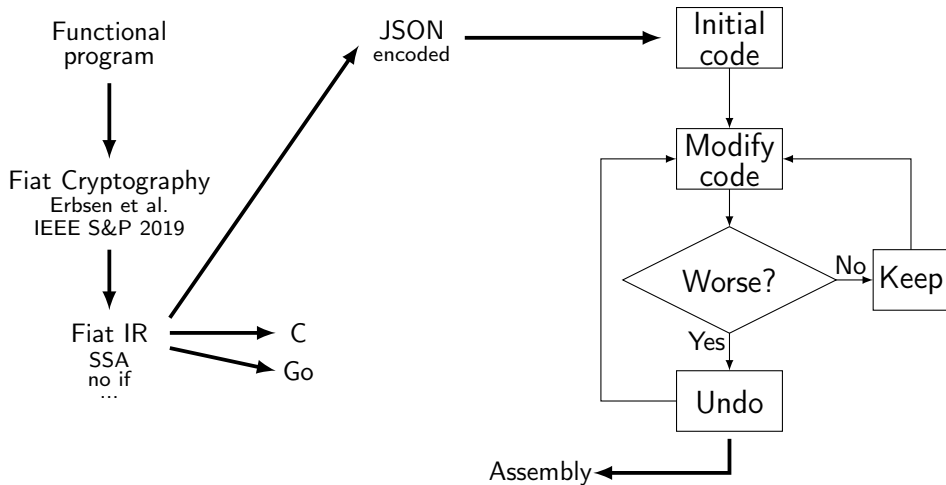 Functional
program
Fiat Cryptography
Erbsen et al.
IEEE S&P 2019
Fiat IR
SSA
no if
...
C
Go
JSON
encoded
Initial
code
Modify
code
Worse?
No
Keep
Yes
Undo
Assembly